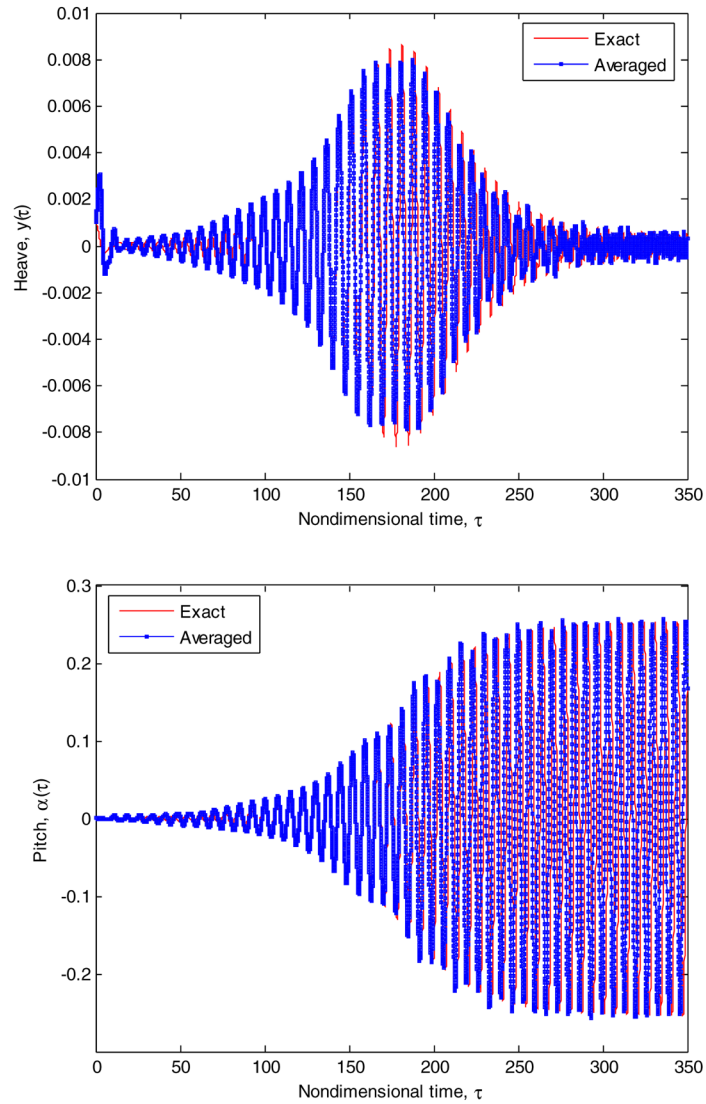 0.01
0.008
0.006
0.004
0.002
0
-0.002
-0.004
-0.006
-0.008
-0.01
Heave, y(τ)
Exact
Averaged
0 50 100 150 200 250 300 350
Nondimensional time, τ
0.3
0.2
0.1
0
-0.1
-0.2
Pitch, α(τ)
Exact
Averaged
0 50 100 150 200 250 300 350
Nondimensional time, τ